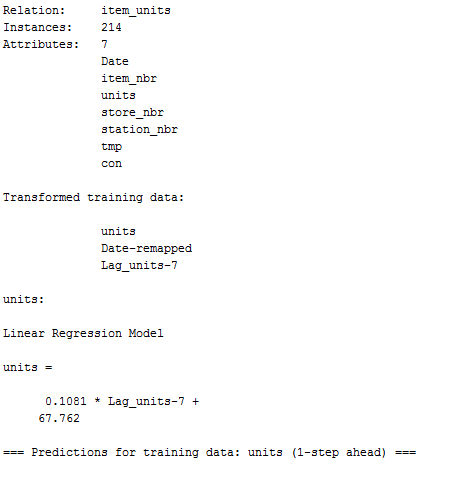 Relation:     item_units
Instances:    214
Attributes:   7
              Date
              item_nbr
              units
              store_nbr
              station_nbr
              tmp
              con
Transformed training data:
              units
              Date-remapped
              Lag_units-7
units:
Linear Regression Model
units =
      0.1081 * Lag_units-7 +
     67.762
=== Predictions for training data: units (1-step ahead) ===